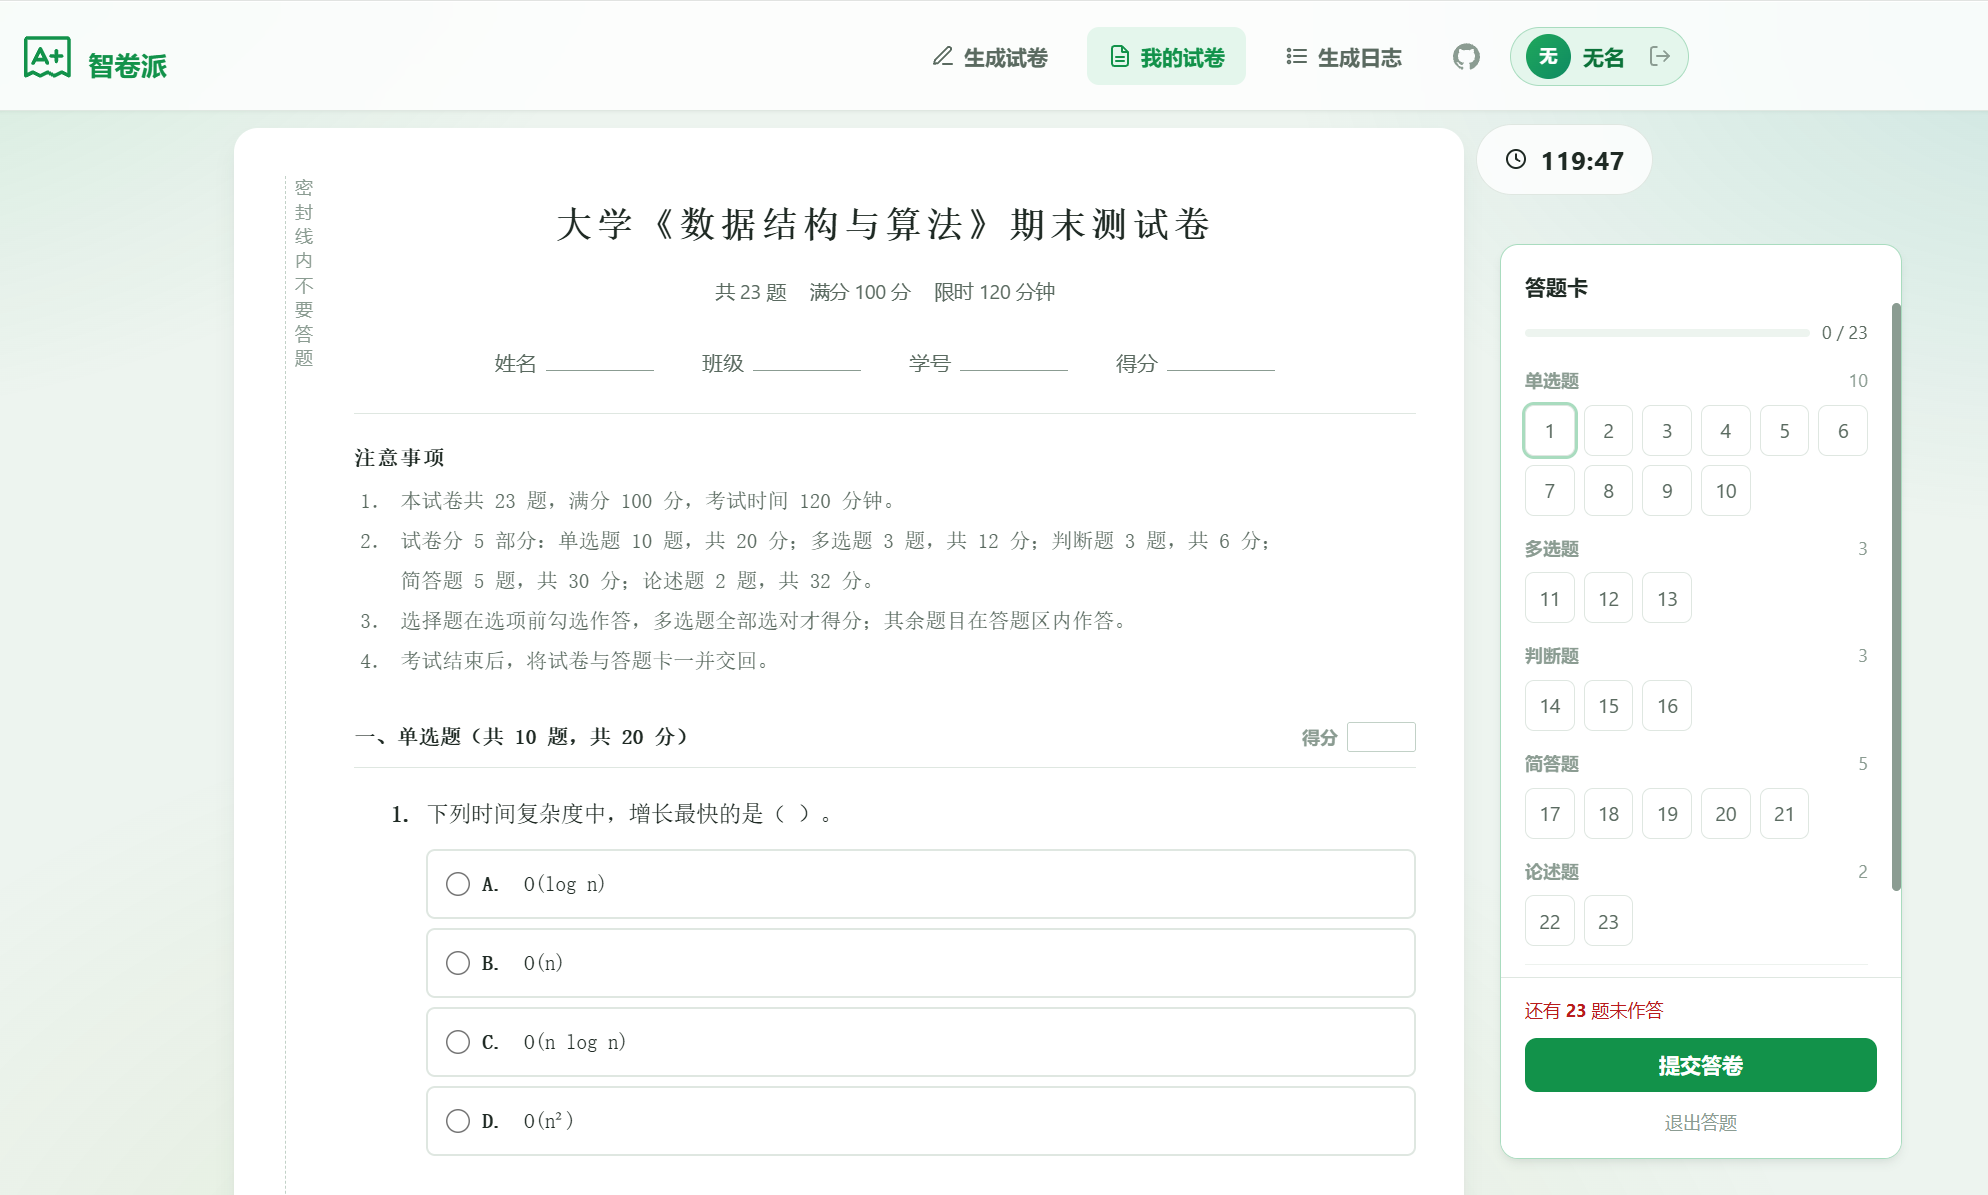 A+ 智卷派
生成试卷
我的试卷
生成日志
无 无名
119:47
密封线内不要答题
大学《数据结构与算法》期末测试卷
共 23 题 满分 100 分 限时 120 分钟
姓名 班级 学号 得分
注意事项
1. 本试卷共 23 题，满分 100 分，考试时间 120 分钟。
2. 试卷分 5 部分：单选题 10 题，共 20 分；多选题 3 题，共 12 分；判断题 3 题，共 6 分；
简答题 5 题，共 30 分；论述题 2 题，共 32 分。
3. 选择题在选项前勾选作答，多选题全部选对才得分；其余题目在答题区内作答。
4. 考试结束后，将试卷与答题卡一并交回。
一、单选题（共 10 题，共 20 分）
得分
1. 下列时间复杂度中，增长最快的是（ ）。
A. O(log n)
B. O(n)
C. O(n log n)
D. O(n²)
答题卡
0 / 23
单选题 10
1 2 3 4 5 6
7 8 9 10
多选题 3
11 12 13
判断题 3
14 15 16
简答题 5
17 18 19 20 21
论述题 2
22 23
还有 23 题未作答
提交答卷
退出答题